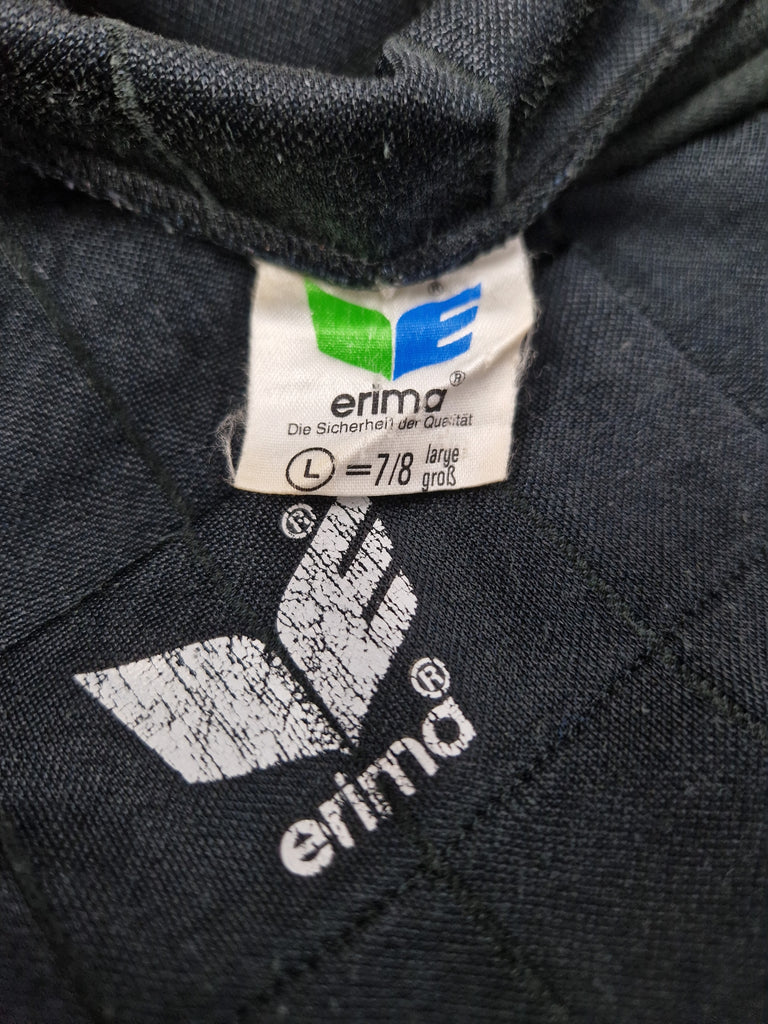 ®
erima®
Die Sicherheit der Qualität
L =7/8 large
groß
®
erima®